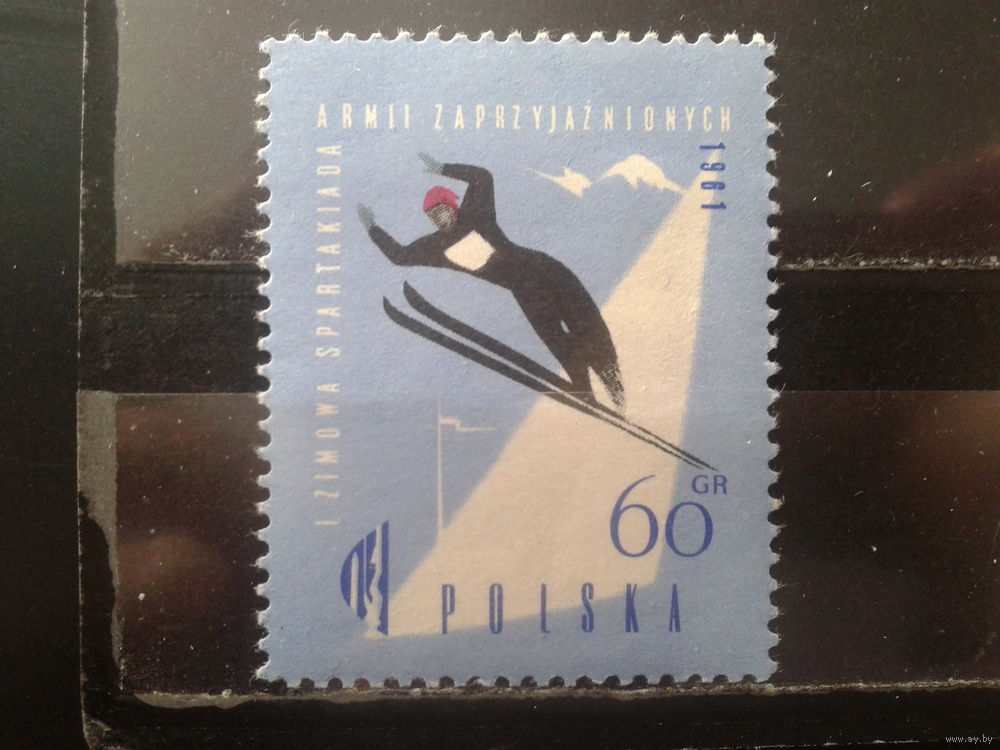 I ZIMOWA SPARTAKIADA
ARMII ZAPRZYJAŹNIONYCH
1961
60 GR
POLSKA
www.ay.by